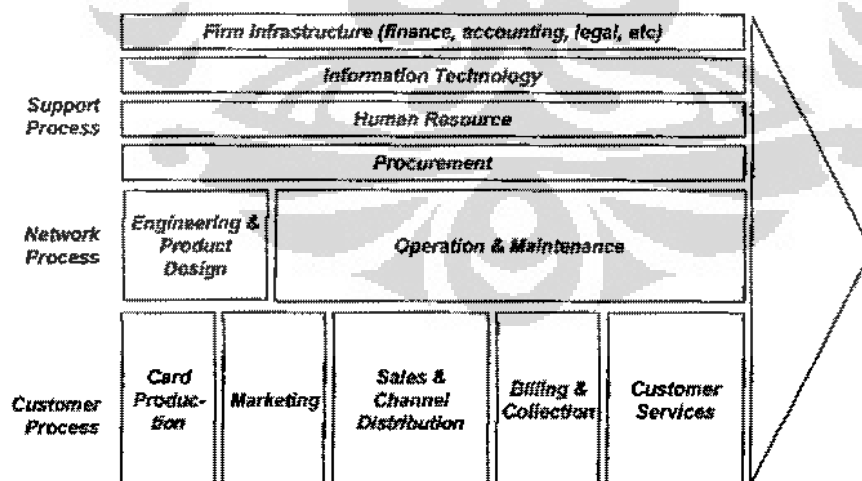 Firm Infrastructure (finance, accounting, legal, etc)
Information Technology
Support
Process
Human Resource
Procurement
Network
Process
Engineering &
Product
Design
Operation & Maintenance
Customer
Process
Card
Produc-
tion
Marketing
Sales &
Channel
Distribution
Billing &
Collection
Customer
Services